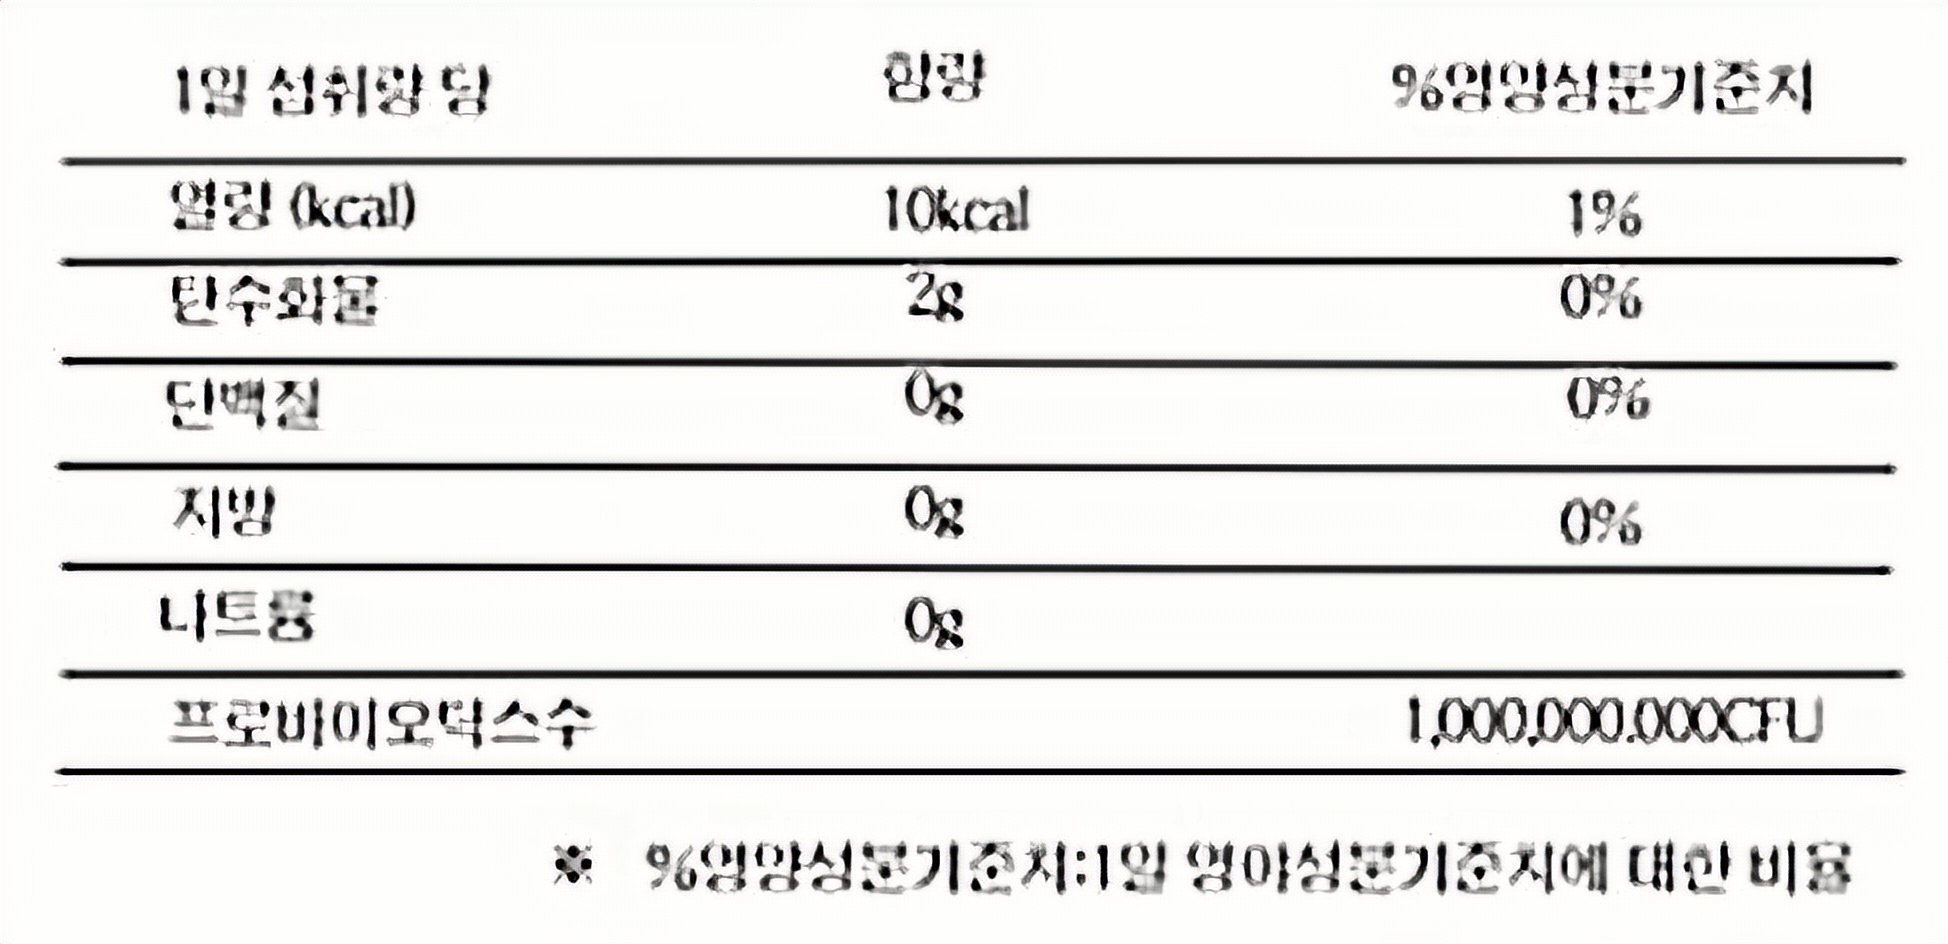 1일 섭취량 당 함량 %영양성분기준치
열량 (kcal) 10kcal 1%
탄수화물 2g 0%
단백질 0g 0%
지방 0g 0%
나트륨 0g
프로바이오틱스수 1,000,000.000CFU
※ %영양성분기준치:1일 영양성분기준치에 대한 비율